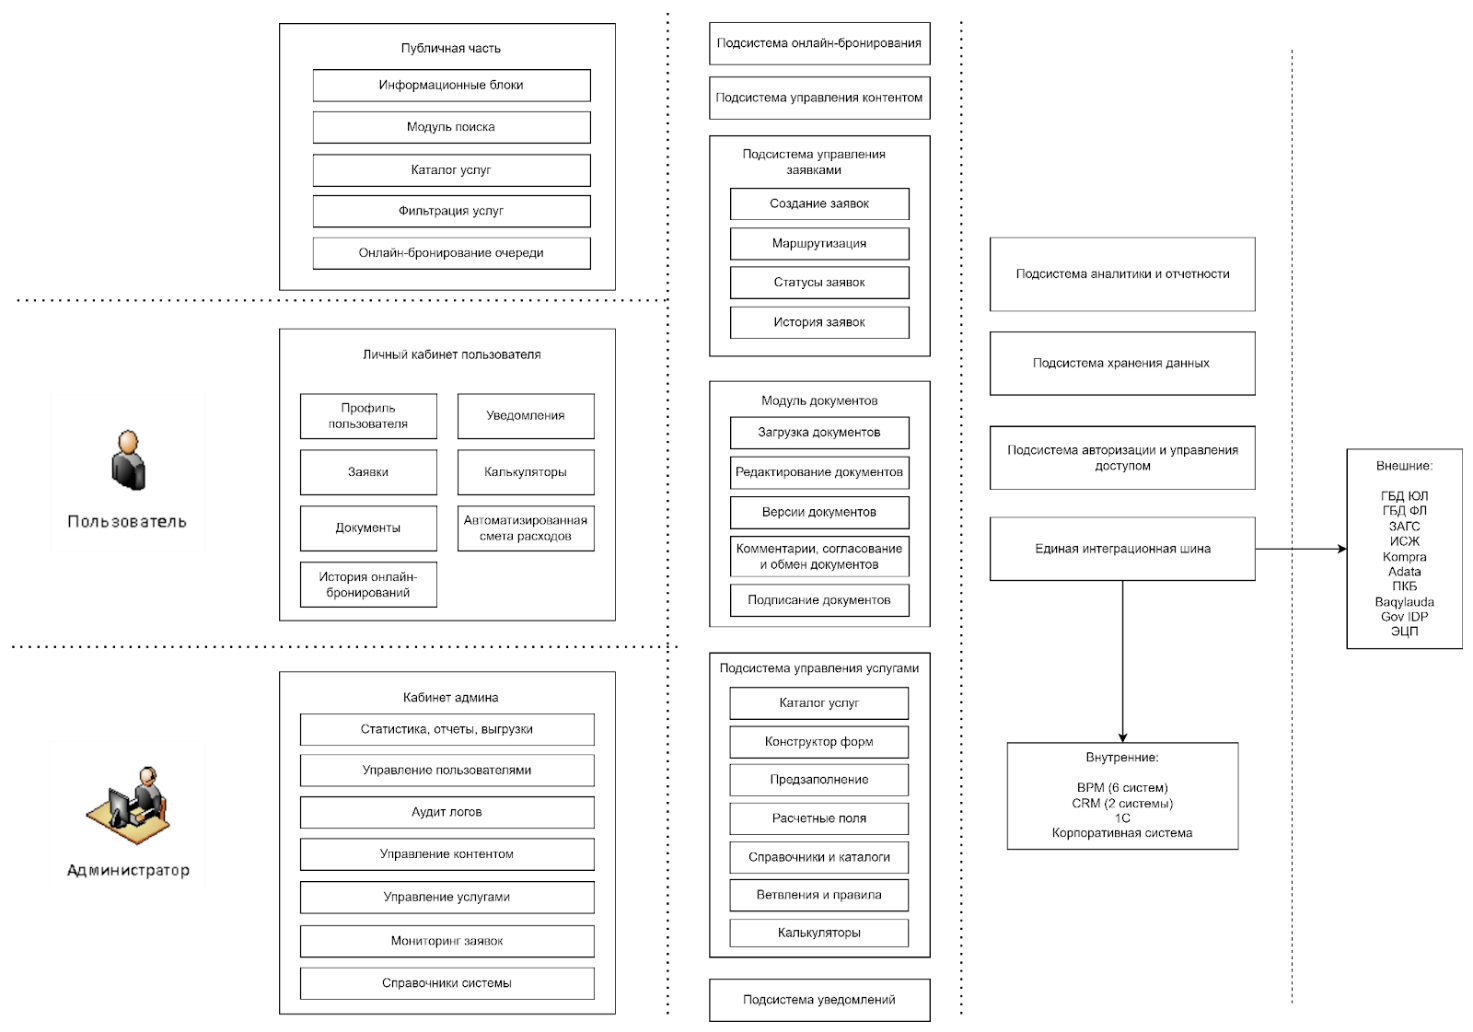 Публичная часть
Информационные блоки
Модуль поиска
Каталог услуг
Фильтрация услуг
Онлайн-бронирование очереди
Пользователь
Личный кабинет пользователя
Профиль
пользователя
Уведомления
Заявки
Калькуляторы
Документы
Автоматизированная
смета расходов
История онлайн-
бронирований
Администратор
Кабинет админа
Статистика, отчеты, выгрузки
Управление пользователями
Аудит логов
Управление контентом
Управление услугами
Мониторинг заявок
Справочники системы
Подсистема онлайн-бронирования
Подсистема управления контентом
Подсистема управления
заявками
Создание заявок
Маршрутизация
Статусы заявок
История заявок
Модуль документов
Загрузка документов
Редактирование документов
Версии документов
Комментарии, согласование
и обмен документов
Подписание документов
Подсистема управления услугами
Каталог услуг
Конструктор форм
Предзаполнение
Расчетные поля
Справочники и каталоги
Ветвления и правила
Калькуляторы
Подсистема уведомлений
Подсистема аналитики и отчетности
Подсистема хранения данных
Подсистема авторизации и управления
доступом
Единая интеграционная шина
Внутренние:
BPM (6 систем)
CRM (2 системы)
1С
Корпоративная система
Внешние:
ГБД ЮЛ
ГБД ФЛ
ЗАГС
ИСЖ
Kompra
Adata
ПКБ
Baqylauda
Gov IDP
ЭЦП